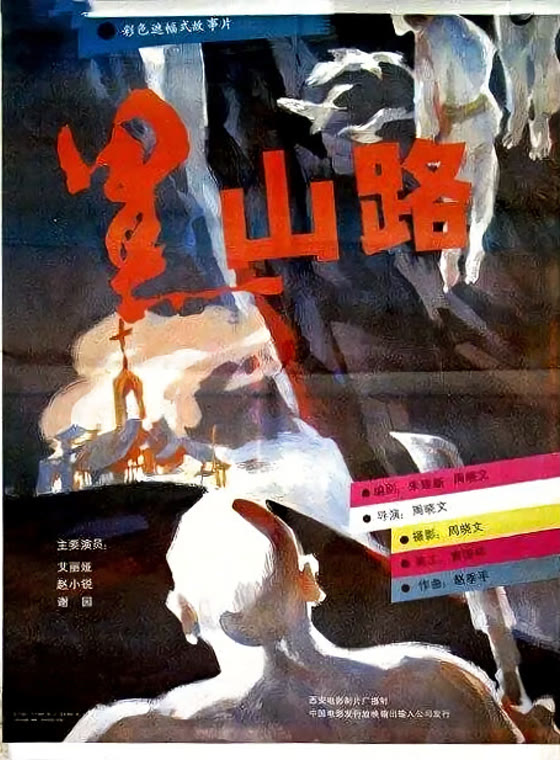 彩色遮幅式故事片
黑山路
编剧：朱建新 周晓文
导演：周晓文
摄影：周晓文
作曲：赵季平
主要演员：
艾丽娅
赵小锐
谢园
西安电影制片厂摄制
中国电影发行放映输出输入公司发行